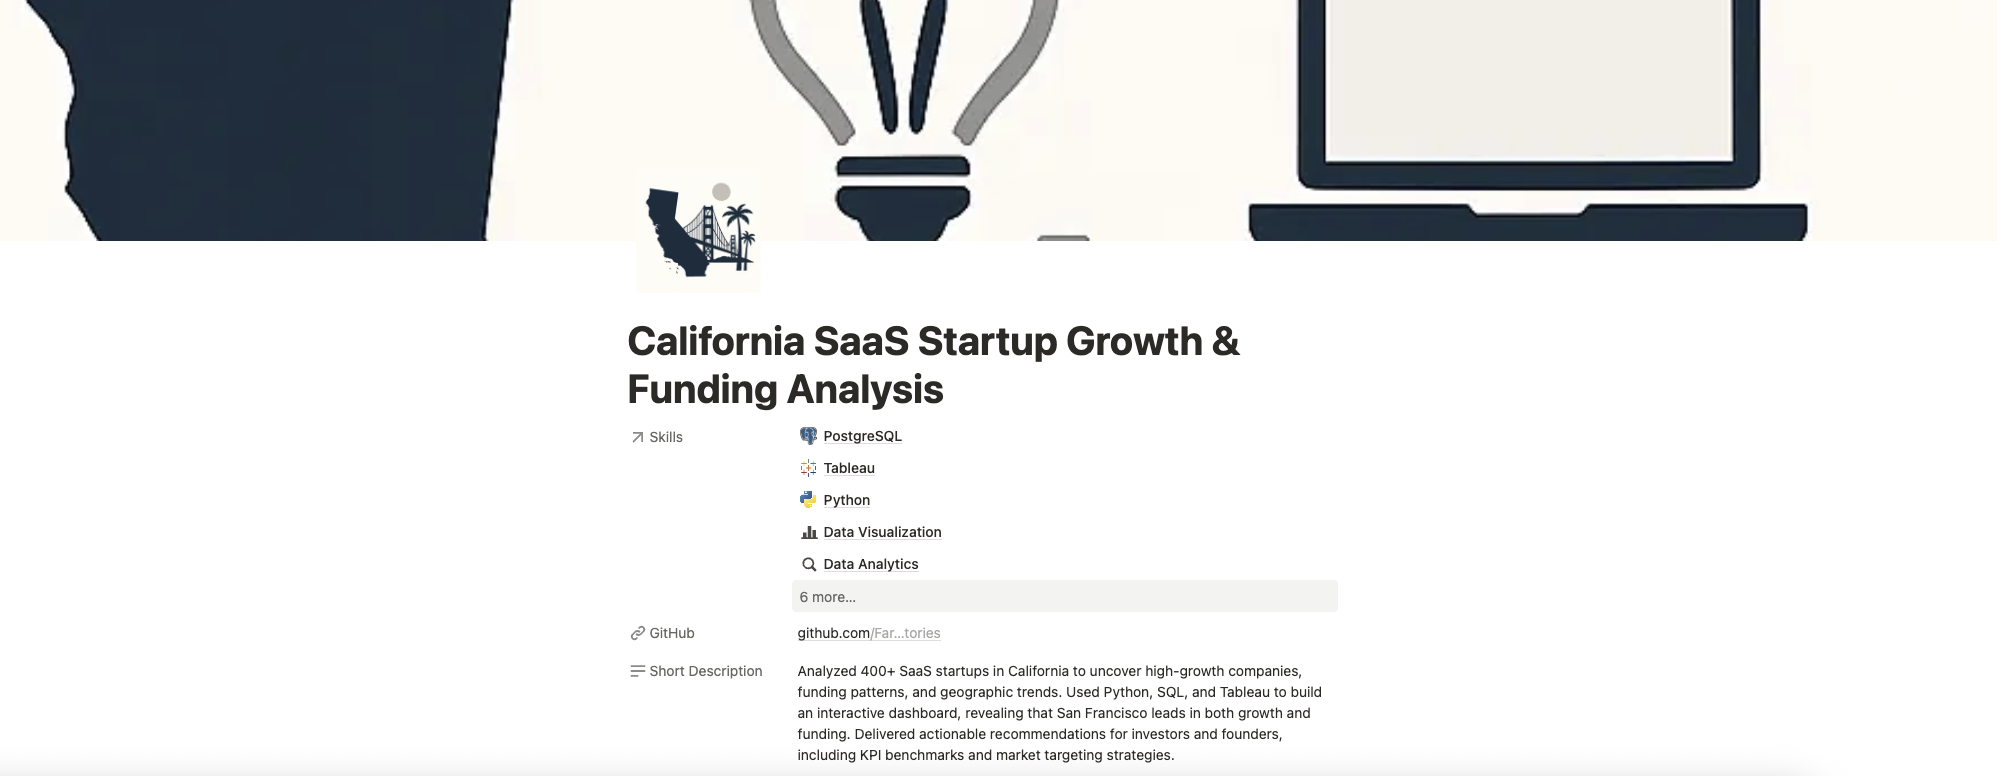 California SaaS Startup Growth &
Funding Analysis
Skills
PostgreSQL
Tableau
Python
Data Visualization
Data Analytics
6 more...
GitHub
github.com/Far...tories
Short Description
Analyzed 400+ SaaS startups in California to uncover high-growth companies,
funding patterns, and geographic trends. Used Python, SQL, and Tableau to build
an interactive dashboard, revealing that San Francisco leads in both growth and
funding. Delivered actionable recommendations for investors and founders,
including KPI benchmarks and market targeting strategies.